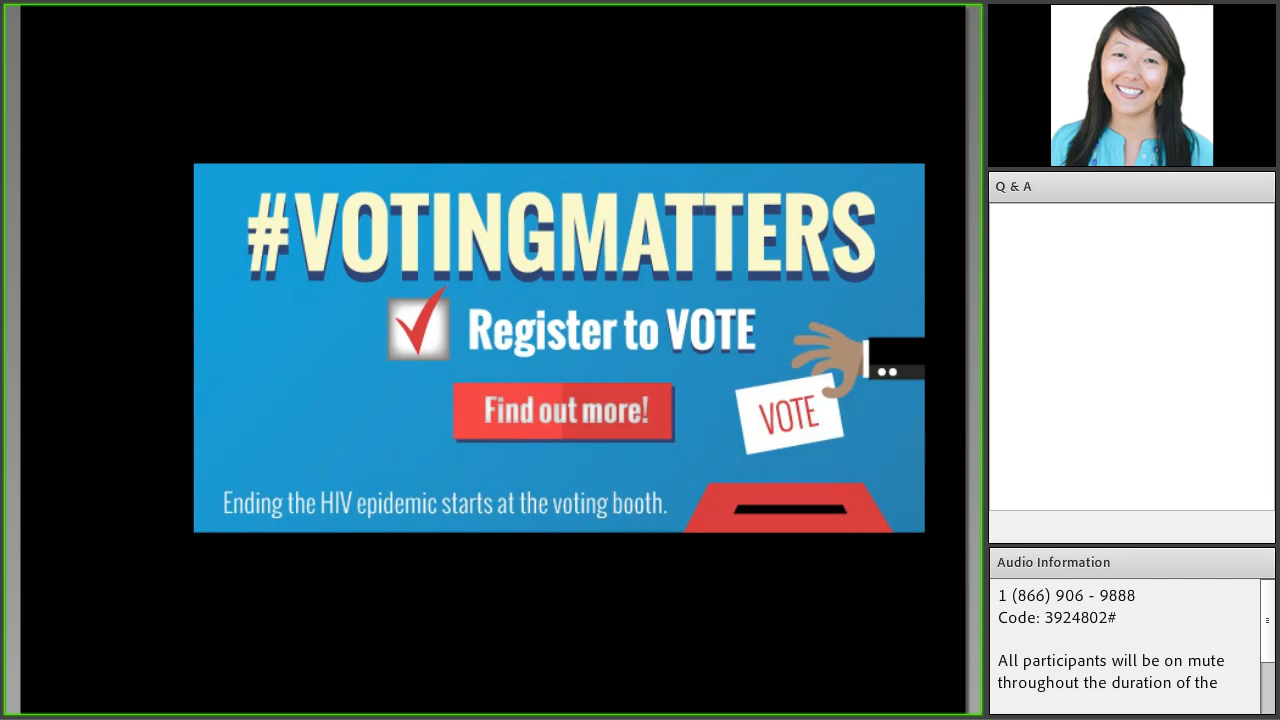 #VOTINGMATTERS
Register to VOTE
Find out more!
VOTE
Ending the HIV epidemic starts at the voting booth.
Q & A
Audio Information
1 (866) 906 - 9888
Code: 3924802#
All participants will be on mute
throughout the duration of the